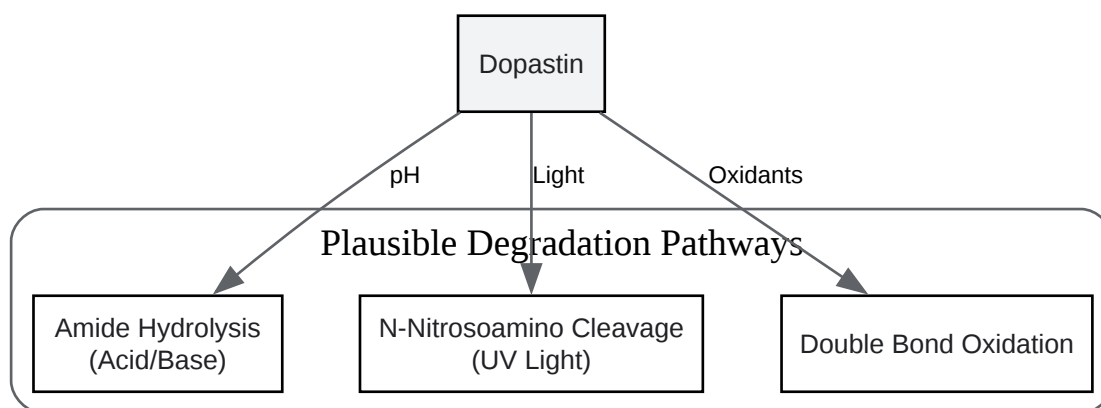 Dopastin
pH
Light
Oxidants
Plausible Degradation Pathways
Amide Hydrolysis
(Acid/Base)
N-Nitrosoamino Cleavage
(UV Light)
Double Bond Oxidation